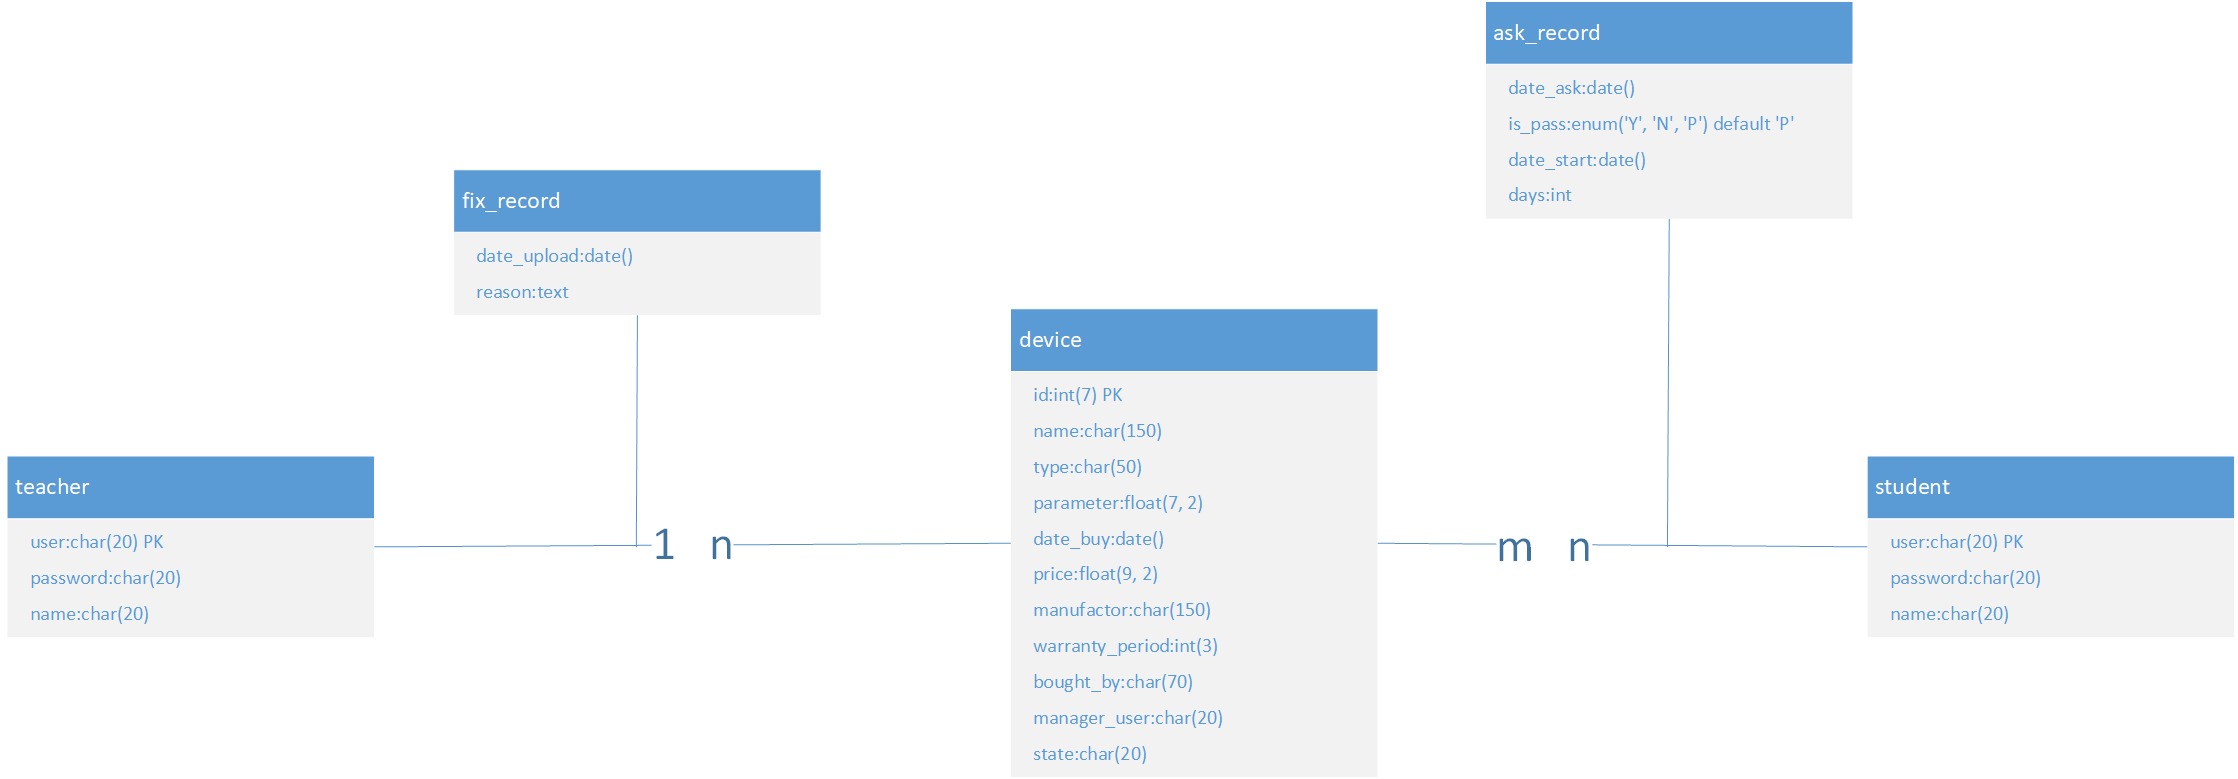 ask_record
date_ask:date()
is_pass:enum('Y', 'N', 'P') default 'P'
date_start:date()
days:int
fix_record
date_upload:date()
reason:text
device
id:int(7) PK
name:char(150)
type:char(50)
parameter:float(7, 2)
date_buy:date()
price:float(9, 2)
manufactor:char(150)
warranty_period:int(3)
bought_by:char(70)
manager_user:char(20)
state:char(20)
teacher
user:char(20) PK
password:char(20)
name:char(20)
1 n
m n
student
user:char(20) PK
password:char(20)
name:char(20)